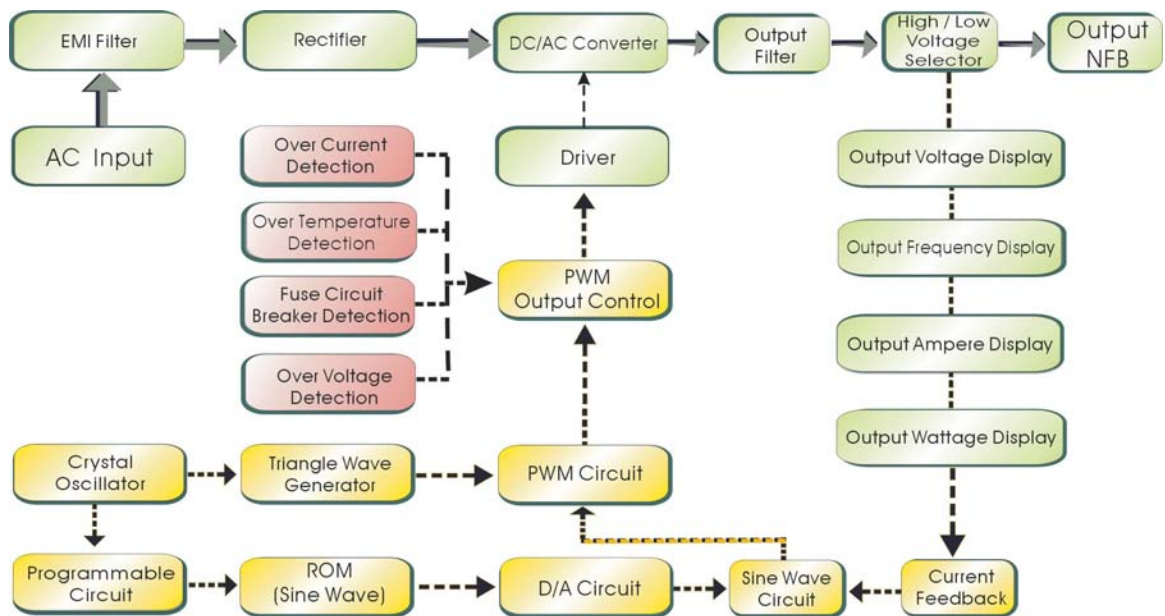 EMI Filter
Rectifier
DC/AC Converter
Output
Filter
High / Low
Voltage
Selector
Output
NFB
AC Input
Over Current
Detection
Driver
Output Voltage Display
Over Temperature
Detection
Output Frequency Display
PWM
Output Control
Fuse Circuit
Breaker Detection
Output Ampere Display
Over Voltage
Detection
Output Wattage Display
Crystal
Oscillator
Triangle Wave
Generator
PWM Circuit
Programmable
Circuit
ROM
(Sine Wave)
D/A Circuit
Sine Wave
Circuit
Current
Feedback